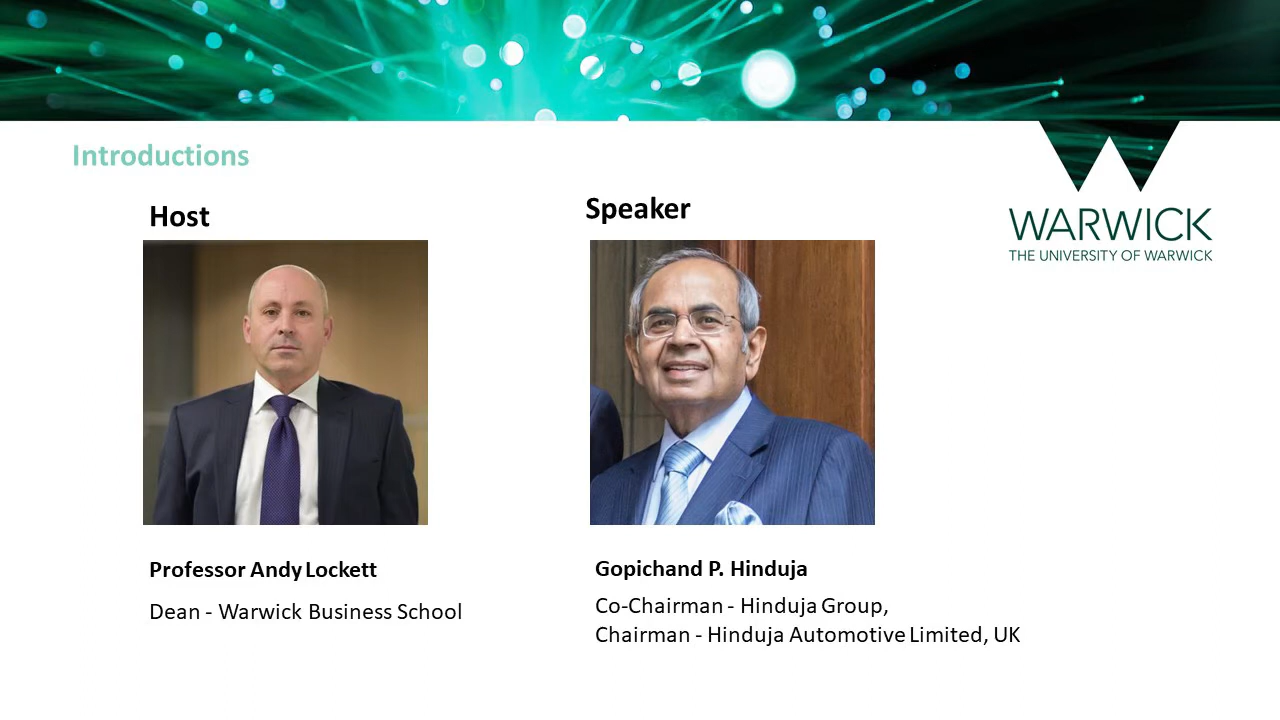 Introductions
Host
Speaker
WARWICK
THE UNIVERSITY OF WARWICK
Professor Andy Lockett
Dean - Warwick Business School
Gopichand P. Hinduja
Co-Chairman - Hinduja Group,
Chairman - Hinduja Automotive Limited, UK